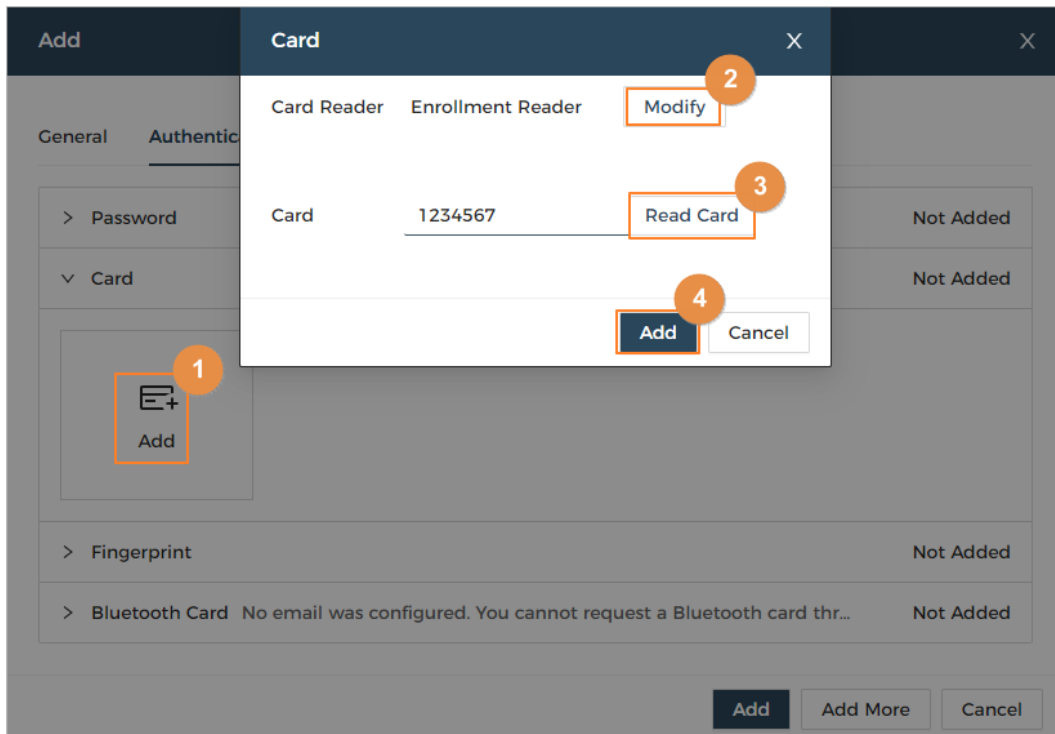 Add
X
General Authentic
> Password Not Added
Card Not Added
1
Add
> Fingerprint Not Added
> Bluetooth Card No email was configured. You cannot request a Bluetooth card thr... Not Added
Add Add More Cancel
Card X
2
Card Reader Enrollment Reader Modify
3
Card 1234567 Read Card
4
Add Cancel